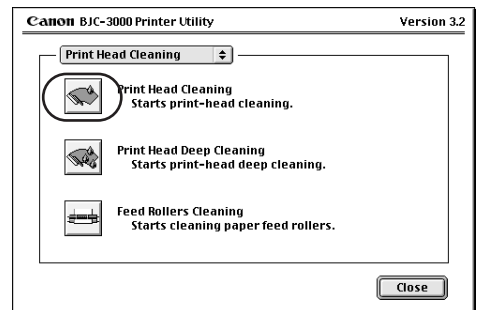 Canon BJC-3000 Printer Utility Version 3.2
Print Head Cleaning
Print Head Cleaning
Starts print-head cleaning.
Print Head Deep Cleaning
Starts print-head deep cleaning.
Feed Rollers Cleaning
Starts cleaning paper feed rollers.
Close